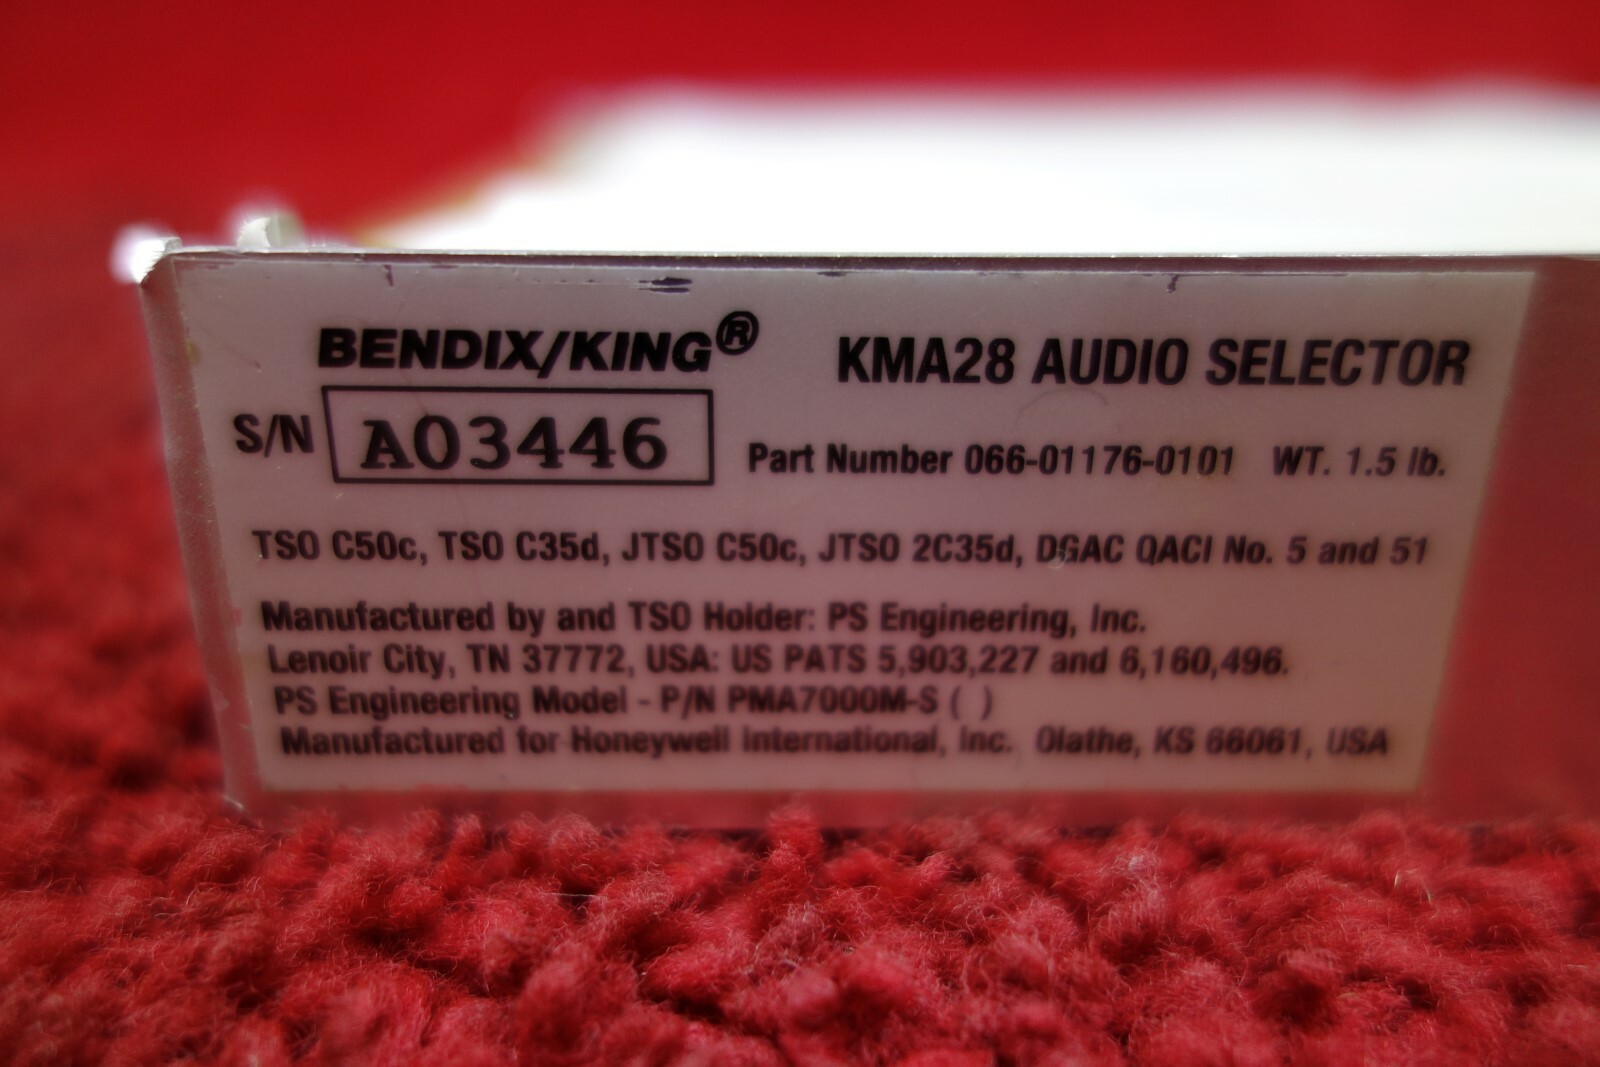 BENDIX/KING®
KMA28 AUDIO SELECTOR
S/N A03446
Part Number 066-01176-0101 WT. 1.5 lb.
TSO C50c, TSO C35d, JTSO C50c, JTSO 2C35d, DGAC QACI No. 5 and 51
Manufactured by and TSO Holder: PS Engineering, Inc.
Lenoir City, TN 37772, USA: US PATS 5,903,227 and 6,160,496.
PS Engineering Model - P/N PMA7000M-S ( )
Manufactured for Honeywell International, Inc. Olathe, KS 66061, USA